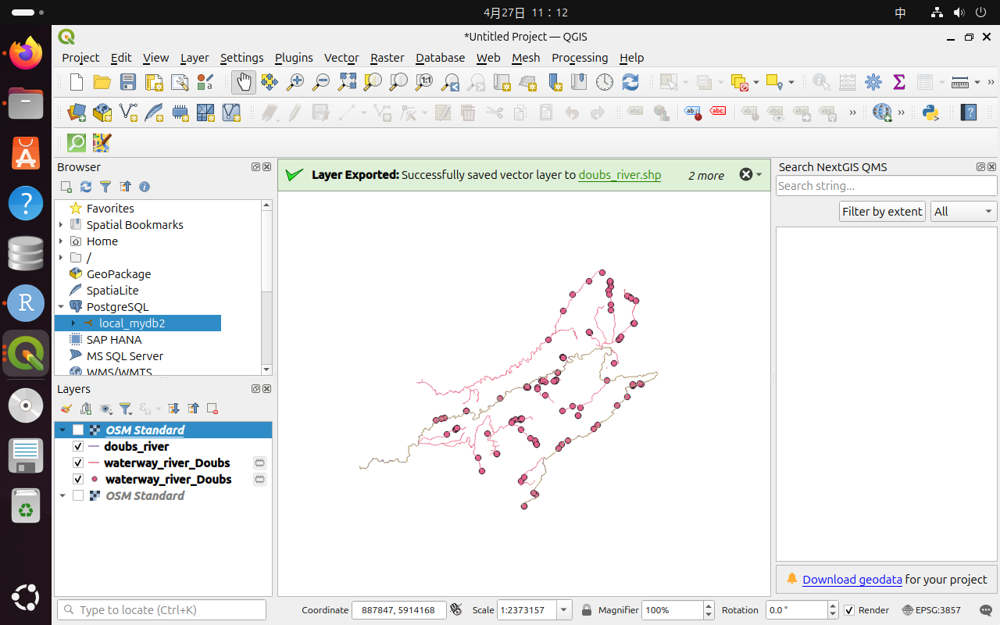 4月27日 11：12
中
*Untitled Project — QGIS
Project Edit View Layer Settings Plugins Vector Raster Database Web Mesh Processing Help
Browser
Favorites
Spatial Bookmarks
Home
/
GeoPackage
SpatiaLite
PostgreSQL
local_mydb2
SAP HANA
MS SQL Server
WMS/WMTS
Layers
OSM Standard
doubs_river
waterway_river_Doubs
waterway_river_Doubs
OSM Standard
Layer Exported: Successfully saved vector layer to doubs_river.shp 2 more
Search NextGIS QMS
Search string...
Filter by extent All
Download geodata for your project
Type to locate (Ctrl+K)
Coordinate 887847, 5914168 Scale 1:2373157 Magnifier 100% Rotation 0.0 ° Render EPSG:3857